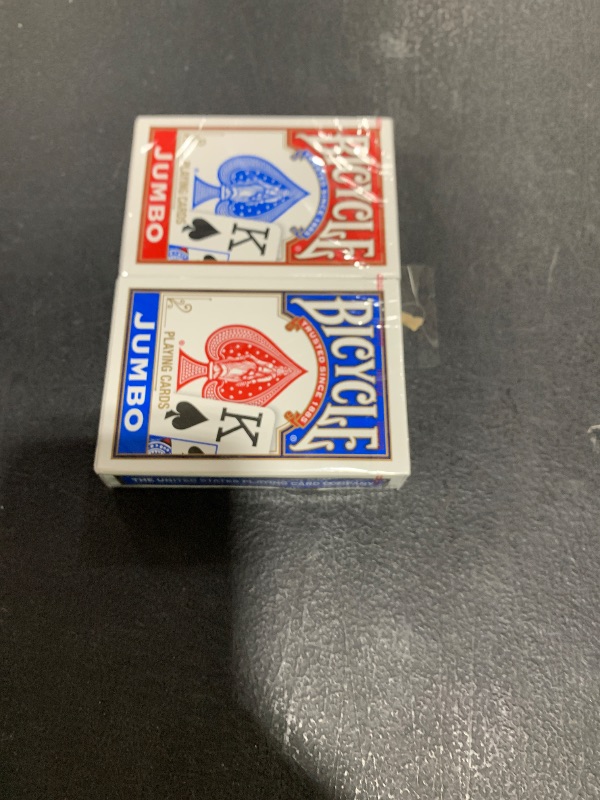 BICYCLE
TRUSTED SINCE 1885
®
PLAYING CARDS
K
JUMBO
BICYCLE
TRUSTED SINCE 1885
®
PLAYING CARDS
K
JUMBO
THE UNITED STATES PLAYING CARD COMPANY